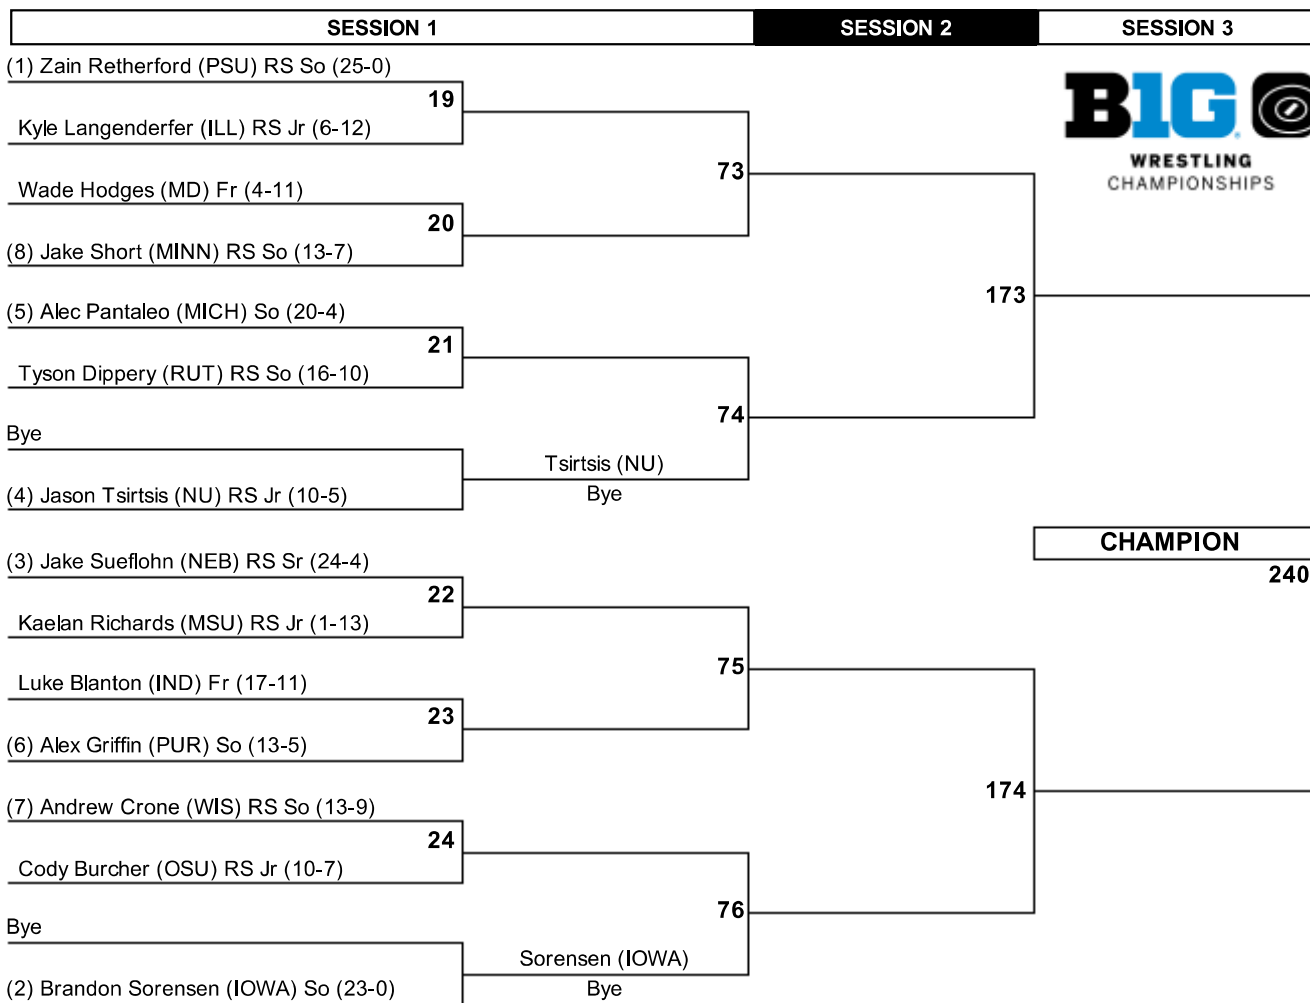 SESSION 1
SESSION 2
SESSION 3
(1) Zain Retherford (PSU) RS So (25-0)
19
Kyle Langenderfer (ILL) RS Jr (6-12)
B1G
WRESTLING
CHAMPIONSHIPS
73
Wade Hodges (MD) Fr (4-11)
20
(8) Jake Short (MINN) RS So (13-7)
173
(5) Alec Pantaleo (MICH) So (20-4)
21
Tyson Dippery (RUT) RS So (16-10)
74
Bye
Tsirtsis (NU)
Bye
(4) Jason Tsirtsis (NU) RS Jr (10-5)
CHAMPION
240
(3) Jake Sueflohn (NEB) RS Sr (24-4)
22
Kaelan Richards (MSU) RS Jr (1-13)
75
Luke Blanton (IND) Fr (17-11)
23
(6) Alex Griffin (PUR) So (13-5)
174
(7) Andrew Crone (WIS) RS So (13-9)
24
Cody Burcher (OSU) RS Jr (10-7)
76
Bye
Sorensen (IOWA)
Bye
(2) Brandon Sorensen (IOWA) So (23-0)